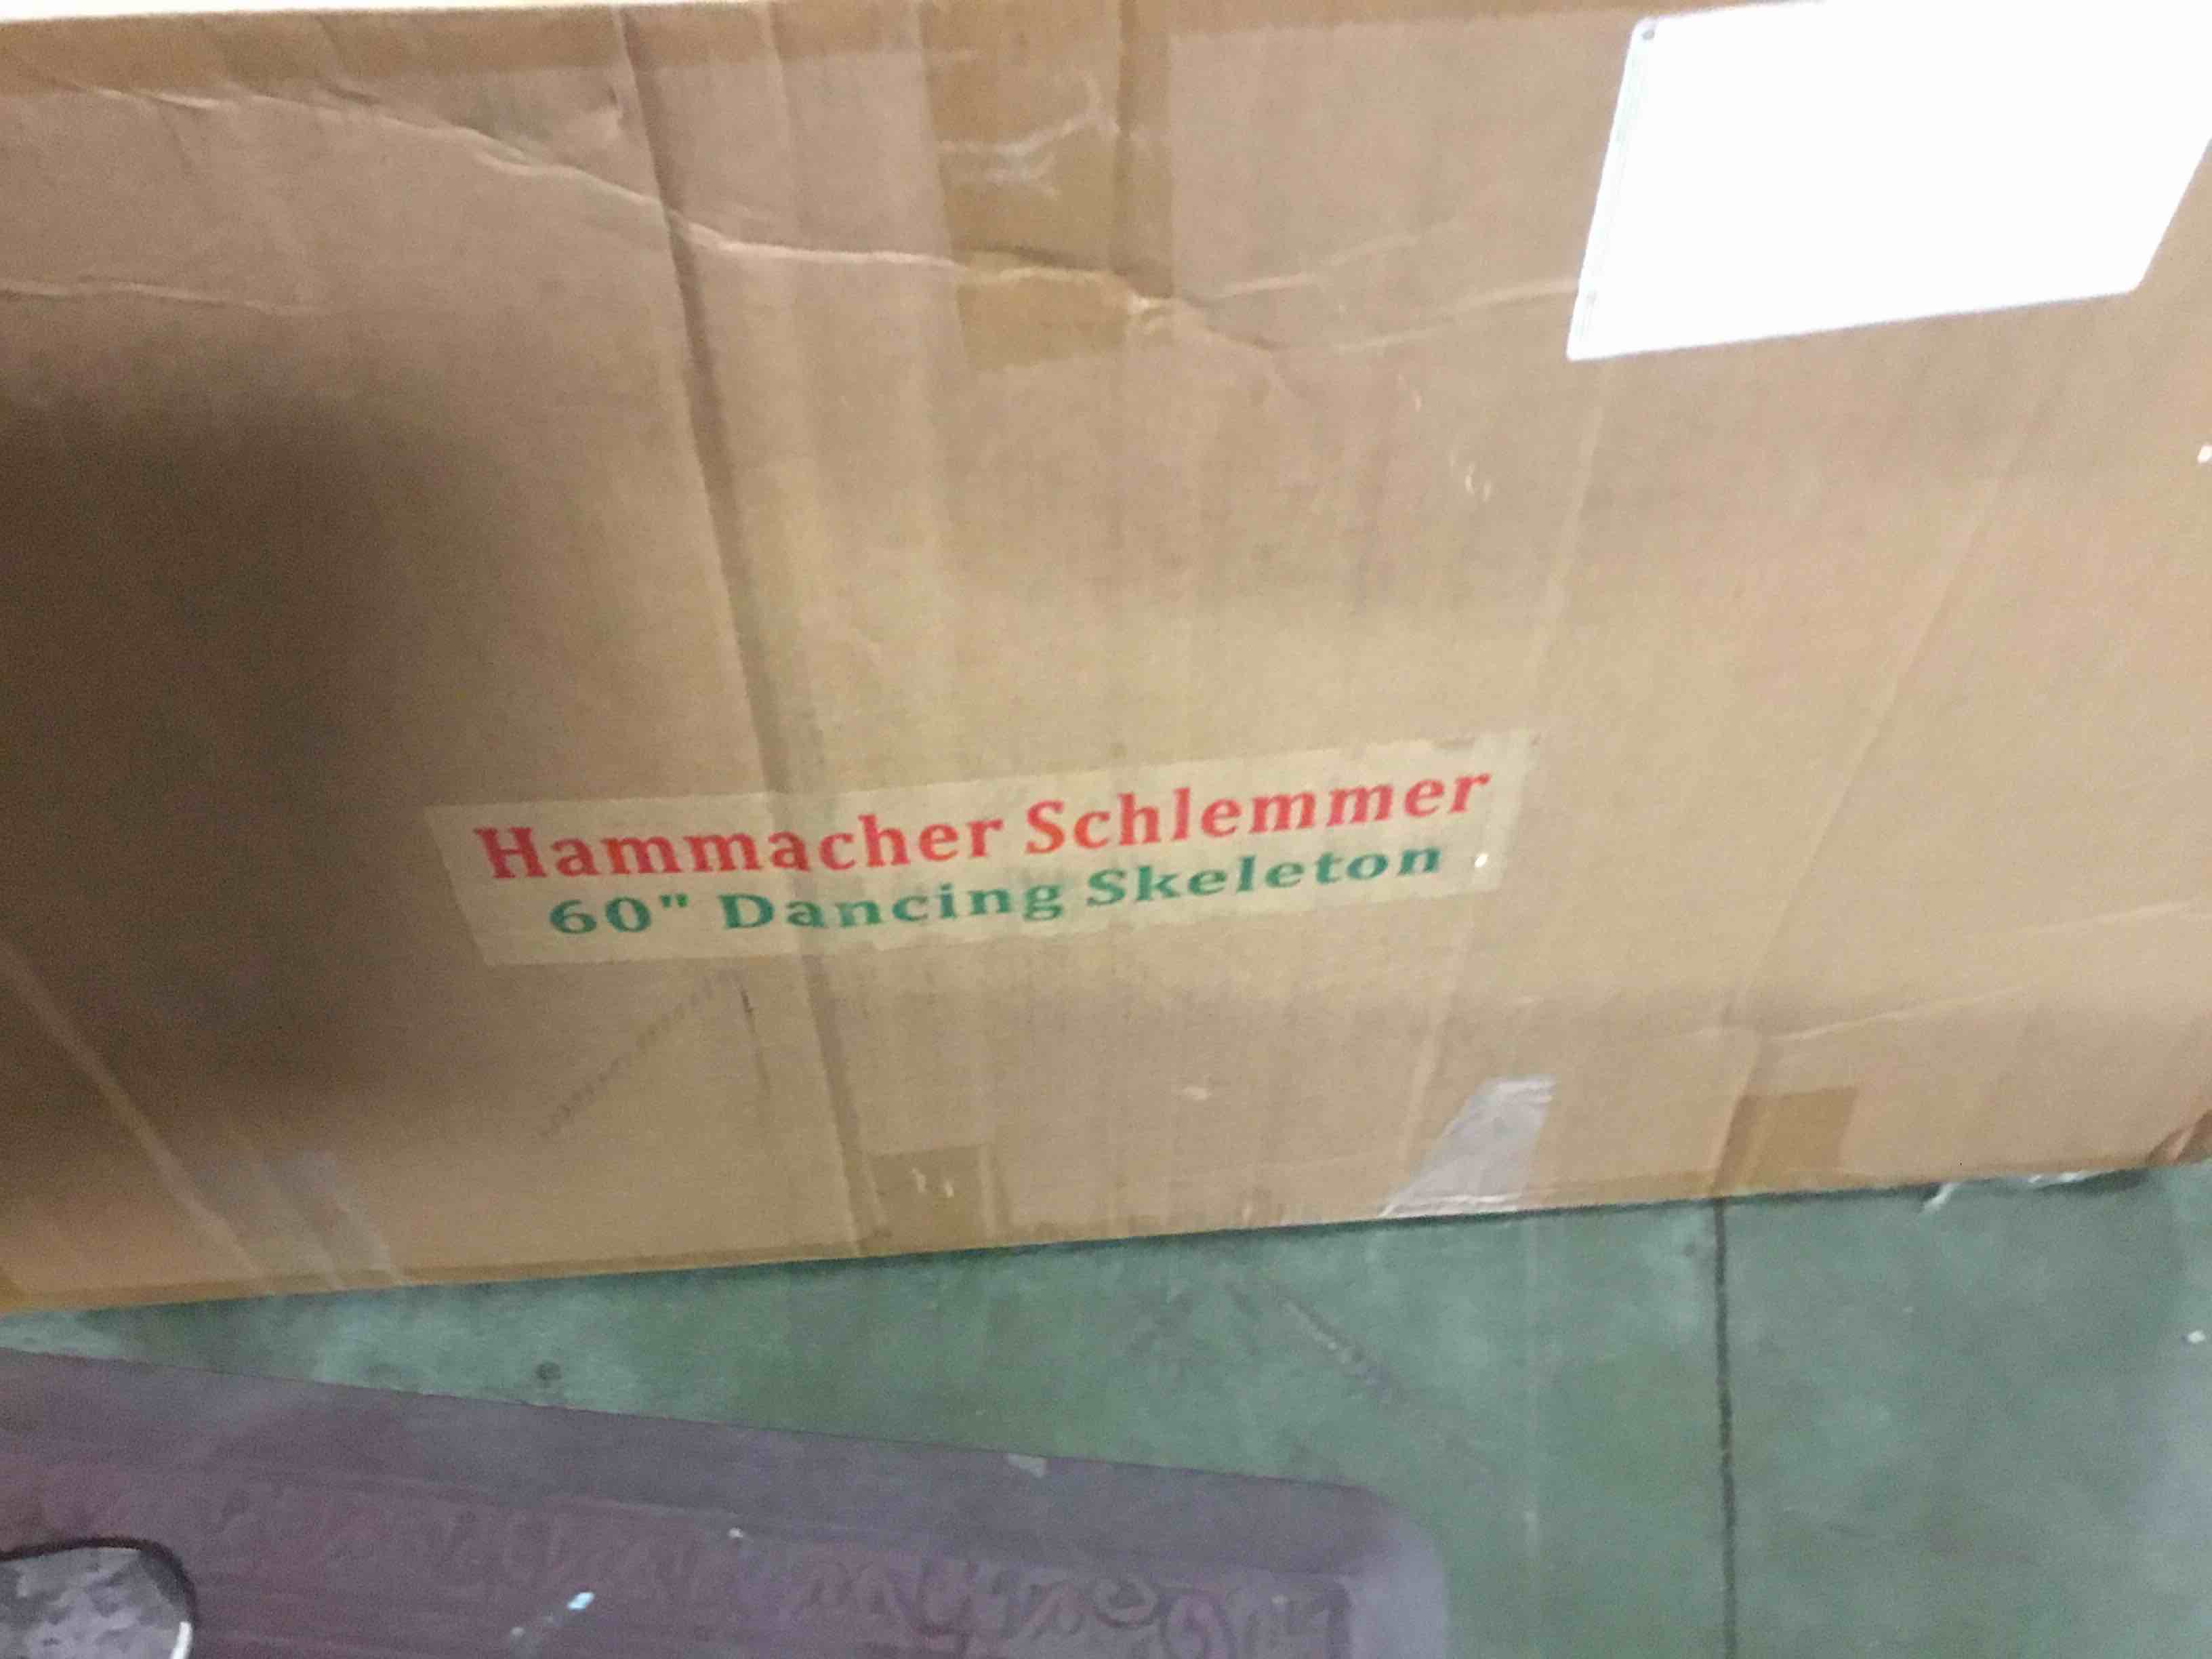 Hammacher Schlemmer
60" Dancing Skeleton